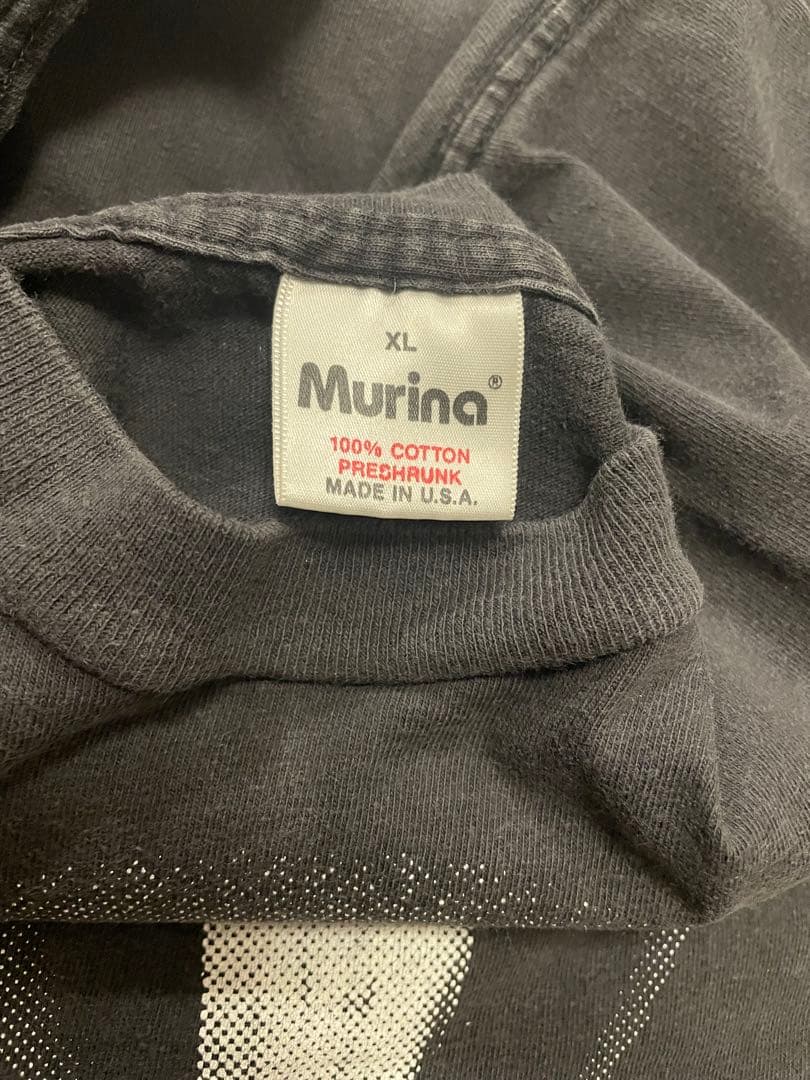 XL
Murina®
100% COTTON
PRESHRUNK
MADE IN U.S.A.